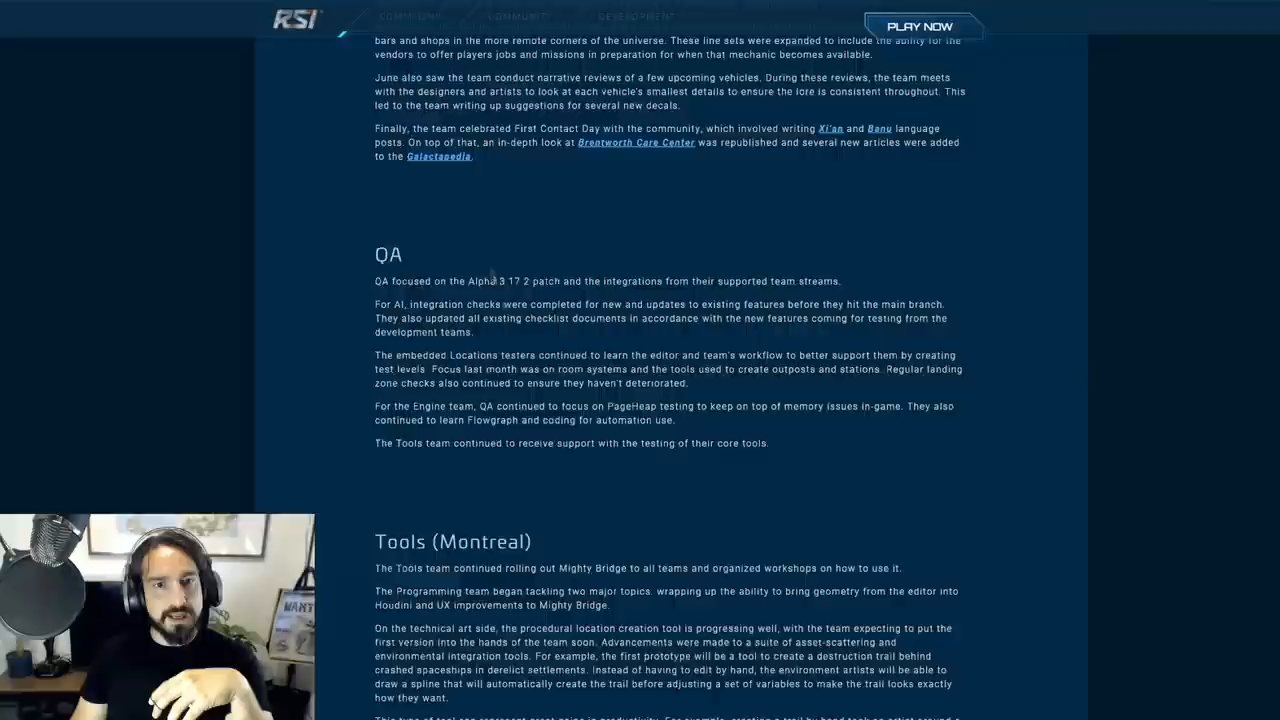 RSI
COMMUNITY
DEVELOPMENT
PLAY NOW
bars and shops in the more remote corners of the universe. These line sets were expanded to include the ability for the
vendors to offer players jobs and missions in preparation for when that mechanic becomes available.
June also saw the team conduct narrative reviews of a few upcoming vehicles. During these reviews, the team meets
with the designers and artists to look at each vehicle's smallest details to ensure the lore is consistent throughout. This
led to the team writing up suggestions for several new decals.
Finally, the team celebrated First Contact Day with the community, which involved writing Xi'an and Banu language
posts. On top of that, an in-depth look at Brentworth Care Center was republished and several new articles were added
to the Galactapedia.
QA
QA focused on the Alpha 3 17 2 patch and the integrations from their supported team streams.
For AI, integration checks were completed for new and updates to existing features before they hit the main branch.
They also updated all existing checklist documents in accordance with the new features coming for testing from the
development teams.
The embedded Locations testers continued to learn the editor and team's workflow to better support them by creating
test levels. Focus last month was on room systems and the tools used to create outposts and stations. Regular landing
zone checks also continued to ensure they haven't deteriorated.
For the Engine team, QA continued to focus on PageHeap testing to keep on top of memory issues in-game. They also
continued to learn Flowgraph and coding for automation use.
The Tools team continued to receive support with the testing of their core tools.
Tools (Montreal)
The Tools team continued rolling out Mighty Bridge to all teams and organized workshops on how to use it.
The Programming team began tackling two major topics. wrapping up the ability to bring geometry from the editor into
Houdini and UX improvements to Mighty Bridge.
On the technical art side, the procedural location creation tool is progressing well, with the team expecting to put the
first version into the hands of the team soon. Advancements were made to a suite of asset-scattering and
environmental integration tools. For example, the first prototype will be a tool to create a destruction trail behind
crashed spaceships in derelict settlements. Instead of having to edit by hand, the environment artists will be able to
draw a spline that will automatically create the trail before adjusting a set of variables to make the trail looks exactly
how they want.